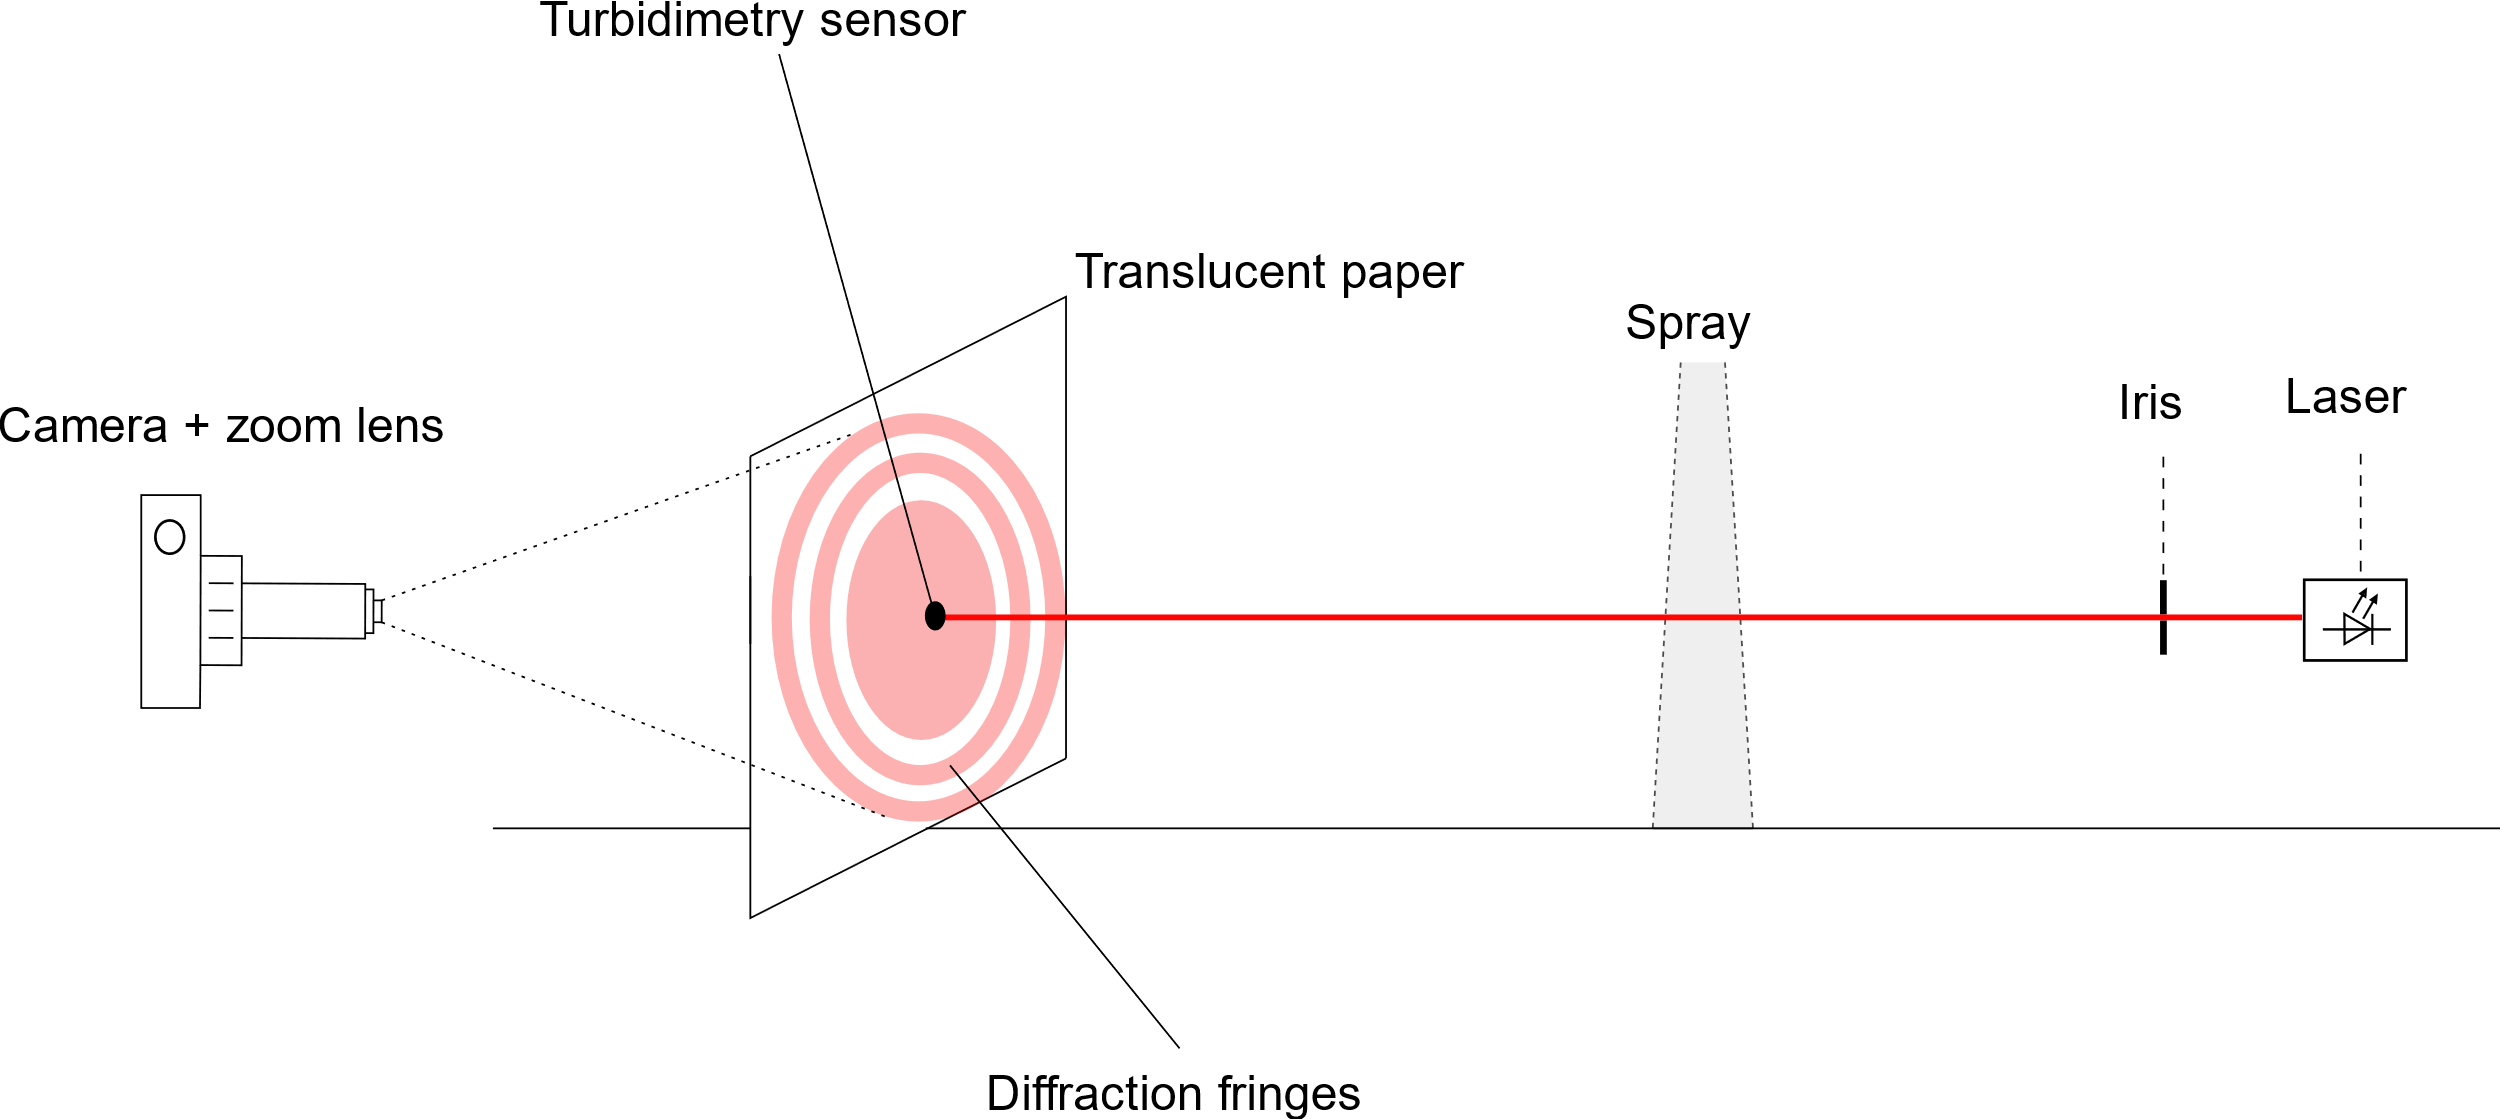 Turbidimetry sensor
Translucent paper
Spray
Laser
Iris
Camera + zoom lens
Diffraction fringes